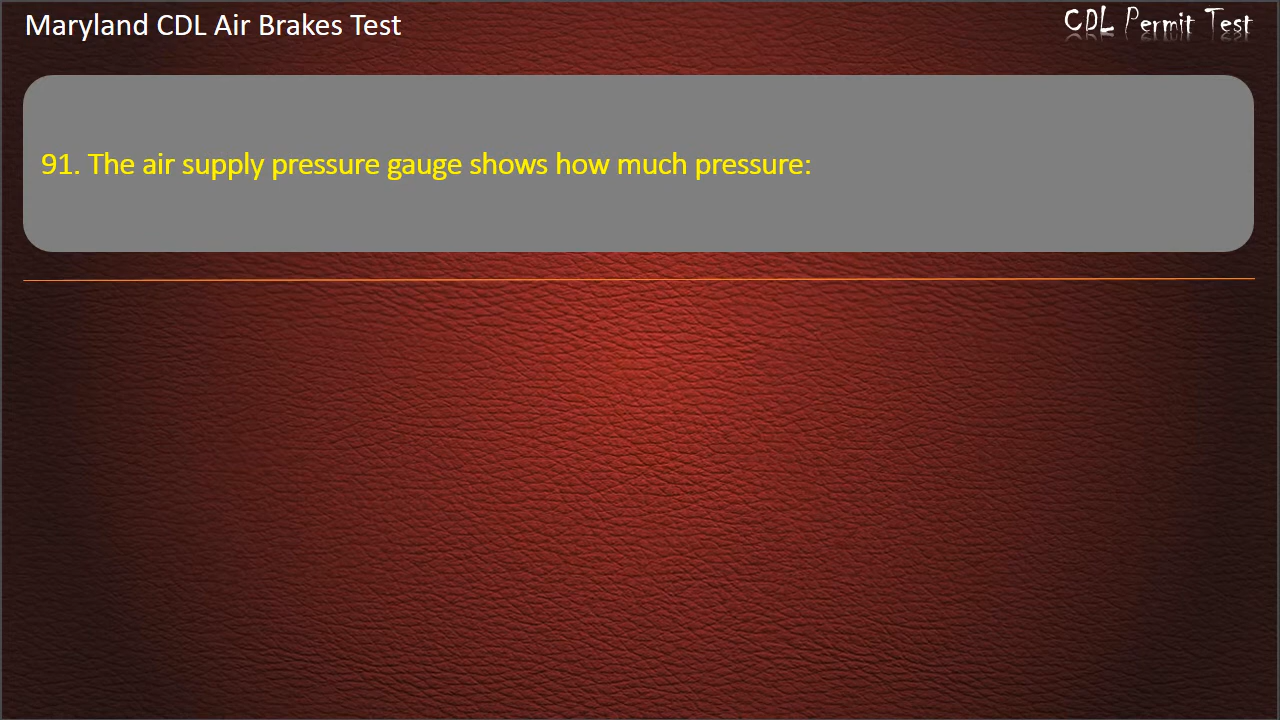 Maryland CDL Air Brakes Test
CDL Permit Test
91. The air supply pressure gauge shows how much pressure: